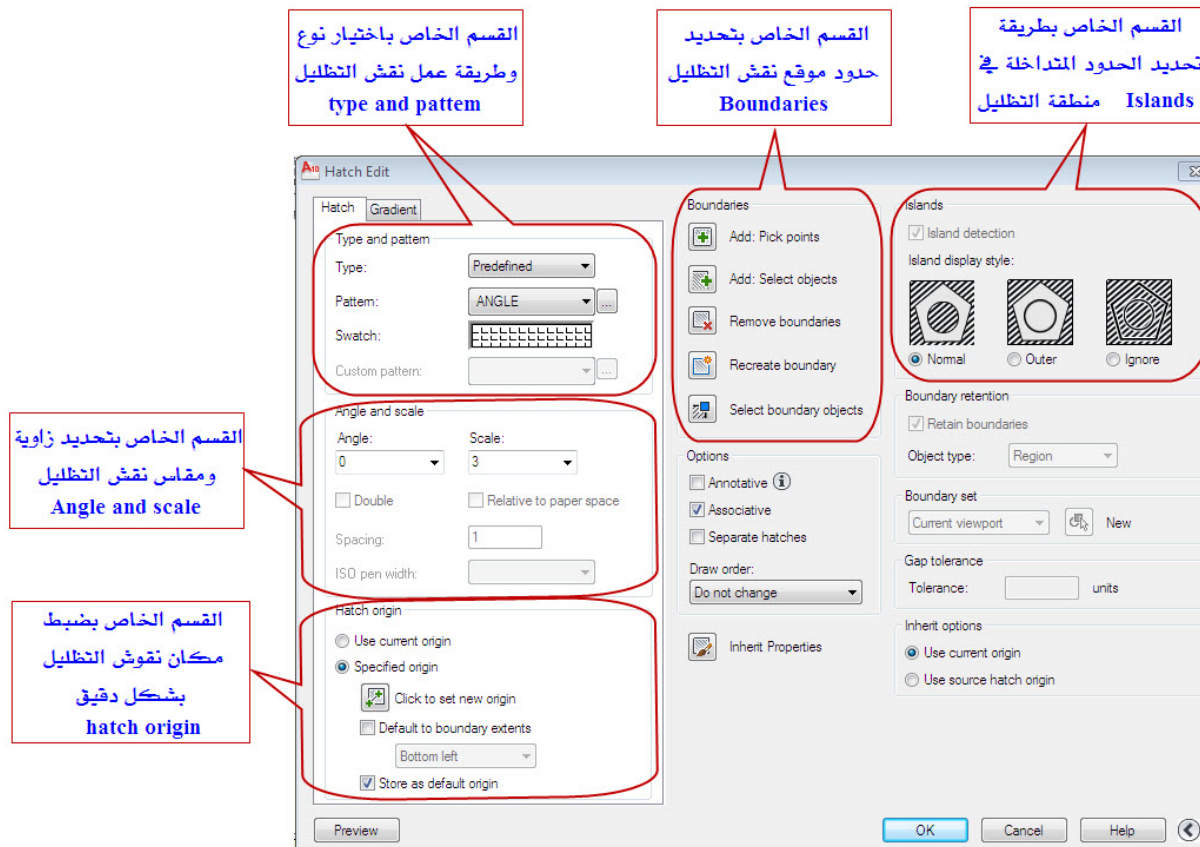 القسم الخاص باختيار نوع
وطريقة عمل نقش التظليل
type and pattem
القسم الخاص بتحديد
حدود موقع نقش التظليل
Boundaries
القسم الخاص بطريقة
تحديد الحدود المتداخلة في
منطقة التظليل Islands
Hatch Edit
Hatch
Gradient
Type and pattern
Type:
Predefined
Pattern:
ANGLE
...
Swatch:
Custom pattern:
...
القسم الخاص بتحديد زاوية
ومقاس نقش التظليل
Angle and scale
Angle and scale
Angle:
Scale:
0
3
Double
Relative to paper space
Spacing:
1
ISO pen width:
القسم الخاص بضبط
مكان نقوش التظليل
بشكل دقيق
hatch origin
Hatch origin
Use current origin
Specified origin
Click to set new origin
Default to boundary extents
Bottom left
Store as default origin
Boundaries
Add: Pick points
Add: Select objects
Remove boundaries
Recreate boundary
Select boundary objects
Options
Annotative
Associative
Separate hatches
Draw order:
Do not change
Inherit Properties
Islands
Island detection
Island display style:
Normal
Outer
Ignore
Boundary retention
Retain boundaries
Object type:
Region
Boundary set
Current viewport
New
Gap tolerance
Tolerance:
units
Inherit options
Use current origin
Use source hatch origin
Preview
OK
Cancel
Help